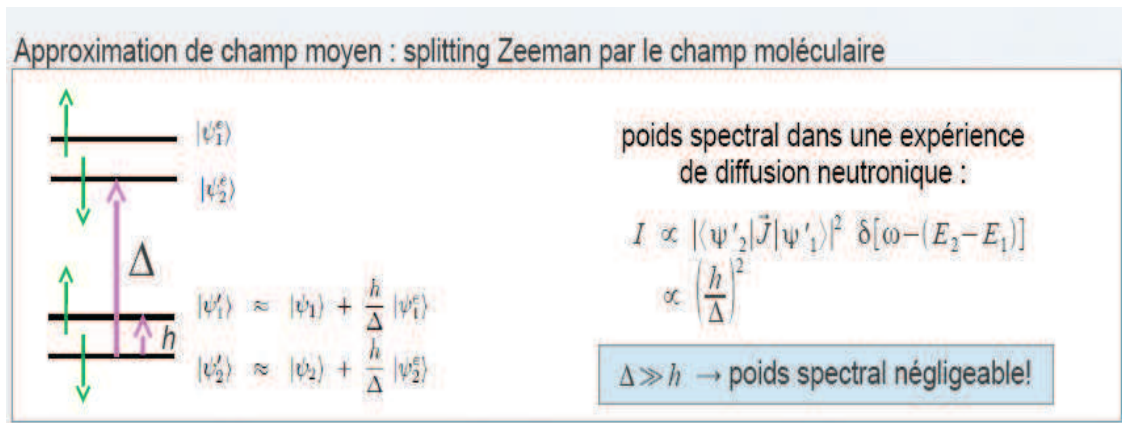 Approximation de champ moyen : splitting Zeeman par le champ moléculaire
|ψ₁ᵉ⟩
|ψ₂ᵉ⟩
Δ
|ψ'₁⟩ ≈ |ψ₁⟩ + h/Δ |ψ₁ᵉ⟩
h
|ψ'₂⟩ ≈ |ψ₂⟩ + h/Δ |ψ₂ᵉ⟩
poids spectral dans une expérience
de diffusion neutronique :
I ∝ |⟨ψ'₂|J⃗|ψ'₁⟩|² δ[ω−(E₂−E₁)]
∝ (h/Δ)²
Δ≫h → poids spectral négligeable!